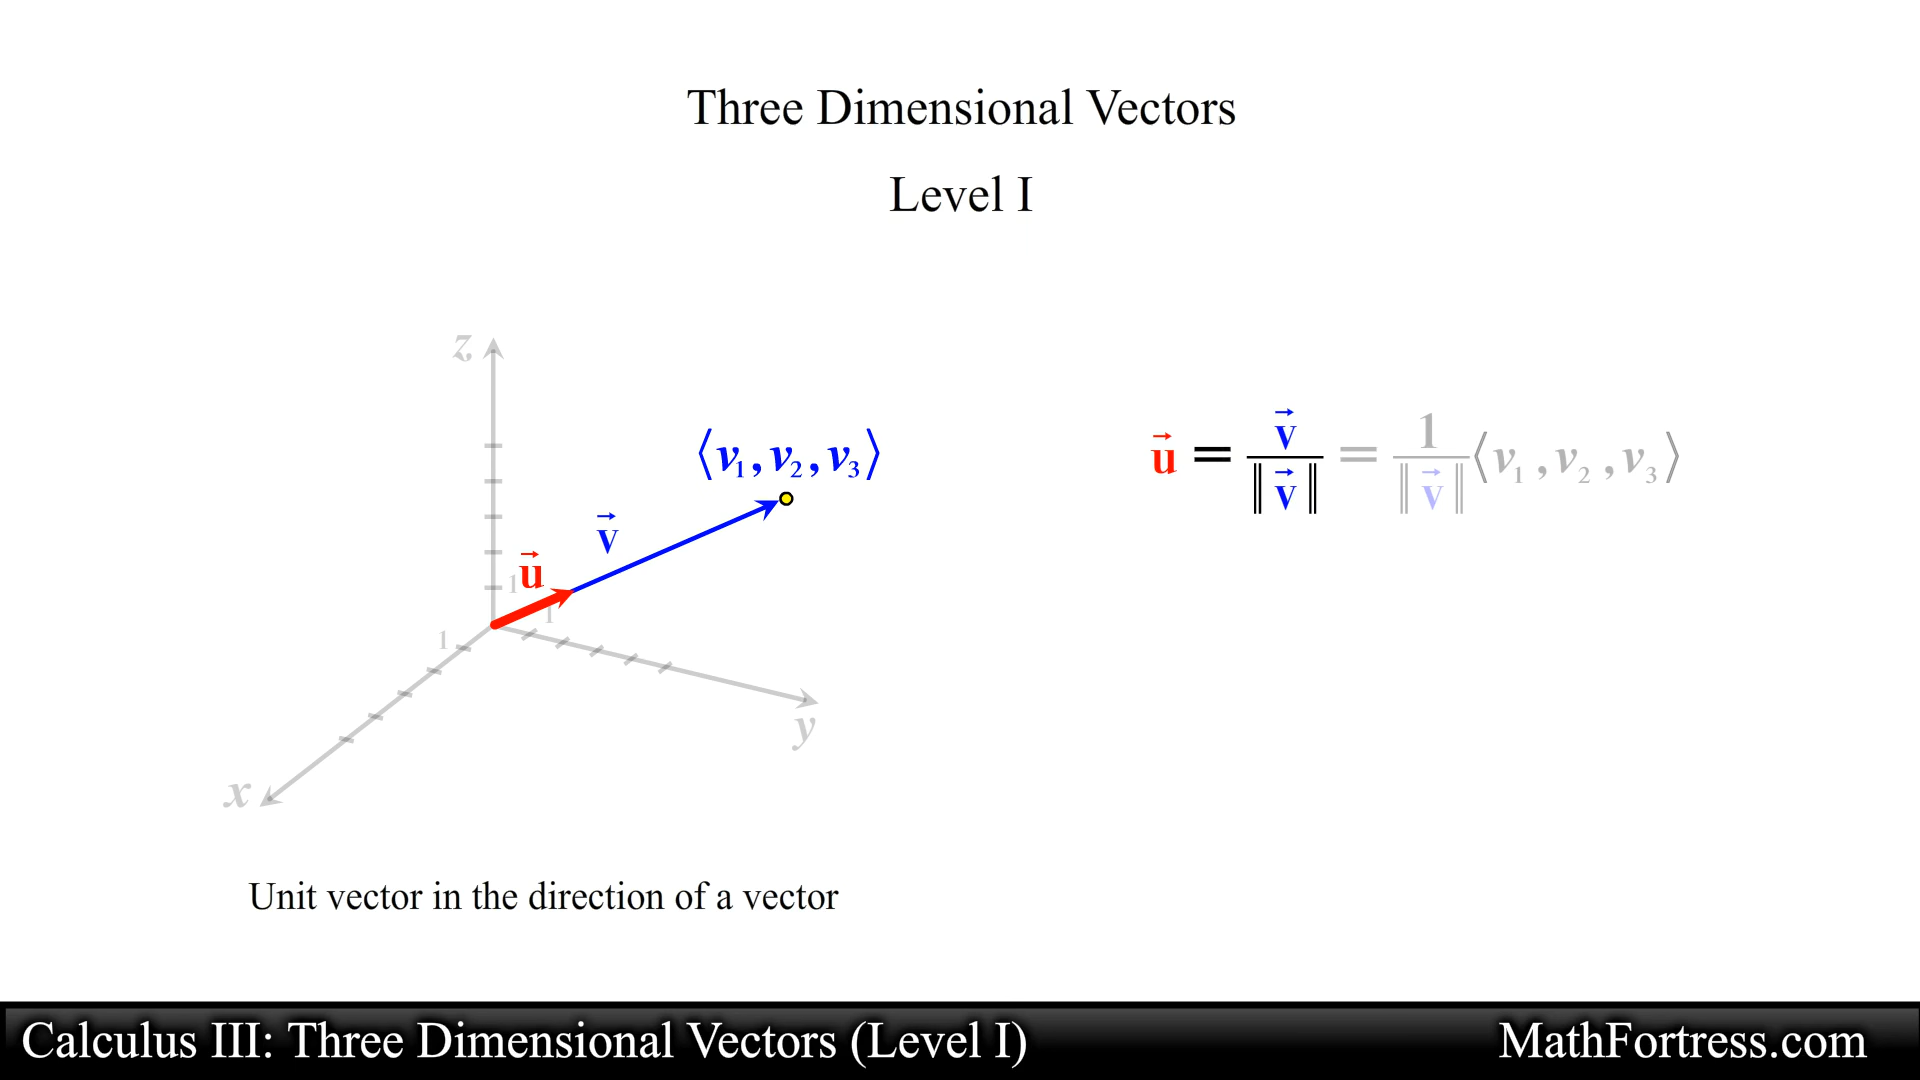 Three Dimensional Vectors
Level I
z
⟨v₁, v₂, v₃⟩
v⃗
u⃗
1
1
1
y
x
u⃗ = v⃗ / ‖v⃗‖ = 1 / ‖v⃗‖ ⟨v₁, v₂, v₃⟩
Unit vector in the direction of a vector
Calculus III: Three Dimensional Vectors (Level I)
MathFortress.com